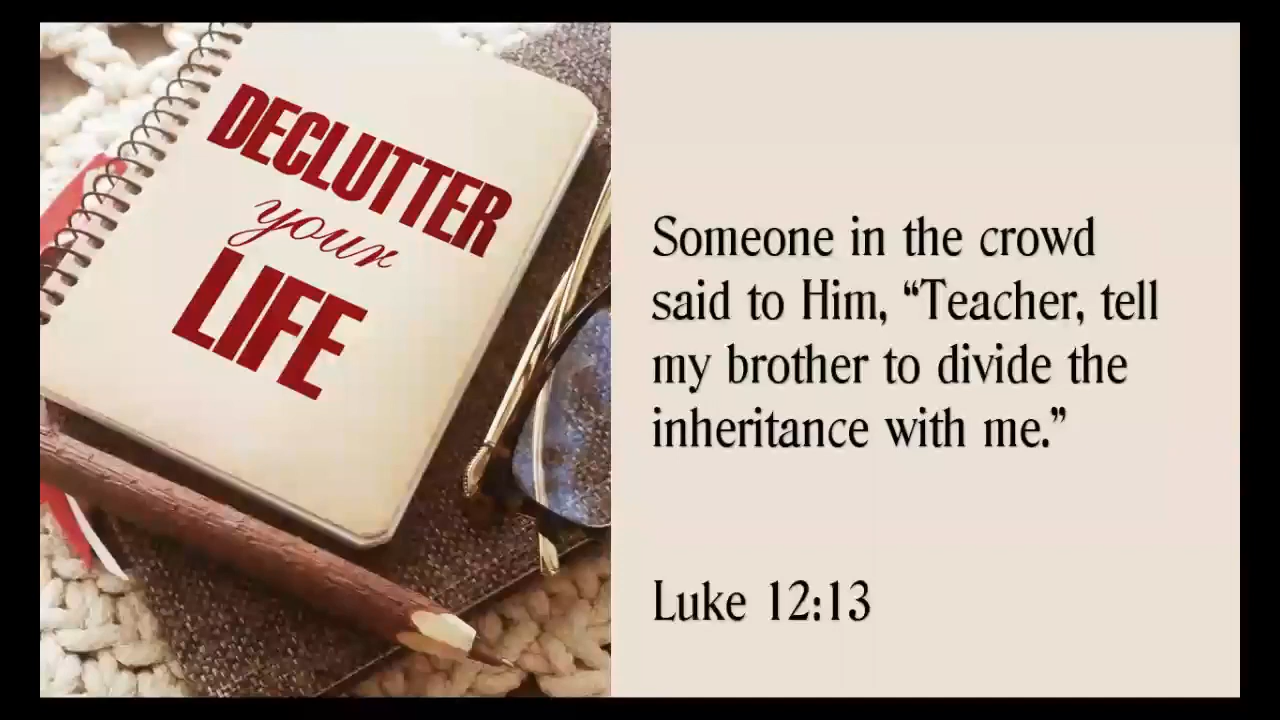 DECLUTTER
your
LIFE
Someone in the crowd
said to Him, “Teacher, tell
my brother to divide the
inheritance with me.”
Luke 12:13